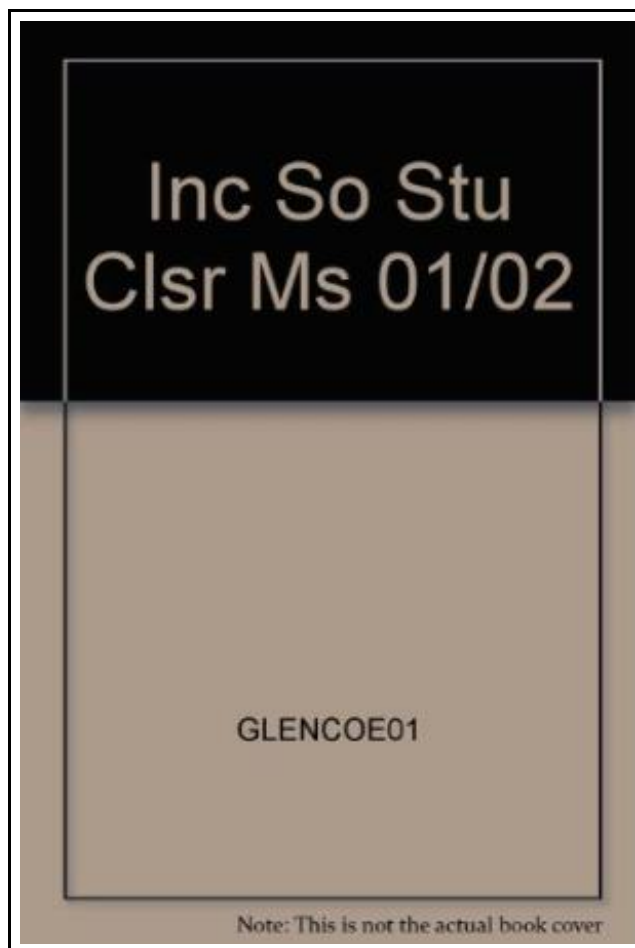 Inc So Stu
Clsr Ms 01/02
GLENCOE01
Note: This is not the actual book cover